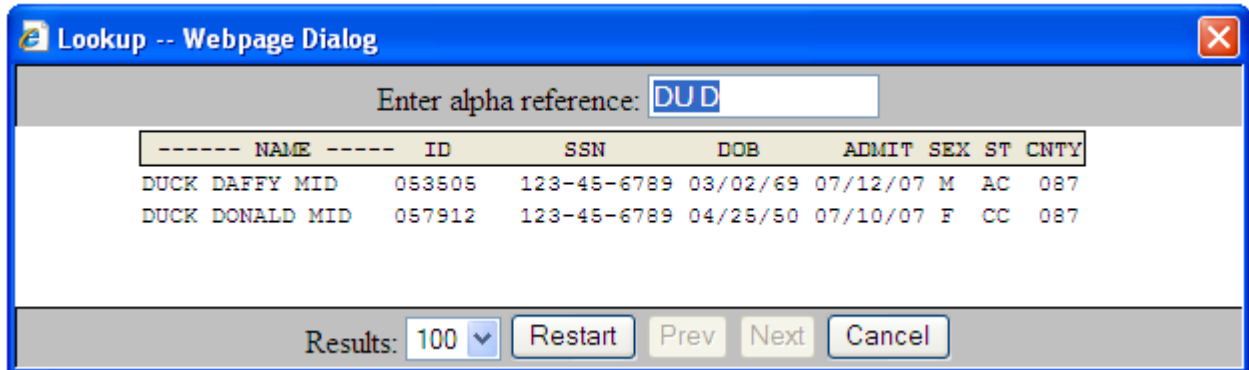 Lookup -- Webpage Dialog
Enter alpha reference: DU D
------ NAME ----- ID SSN DOB ADMIT SEX ST CNTY
DUCK DAFFY MID 053505 123-45-6789 03/02/69 07/12/07 M AC 087
DUCK DONALD MID 057912 123-45-6789 04/25/50 07/10/07 F CC 087
Results: 100 Restart Prev Next Cancel